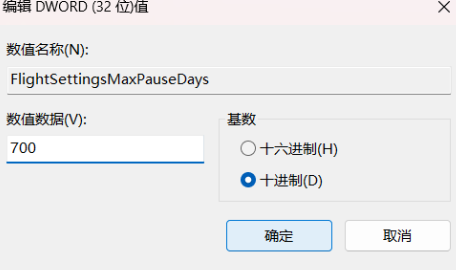 编辑 DWORD (32 位)值
数值名称(N):
FlightSettingsMaxPauseDays
数值数据(V):
700
基数
十六进制(H)
十进制(D)
确定
取消